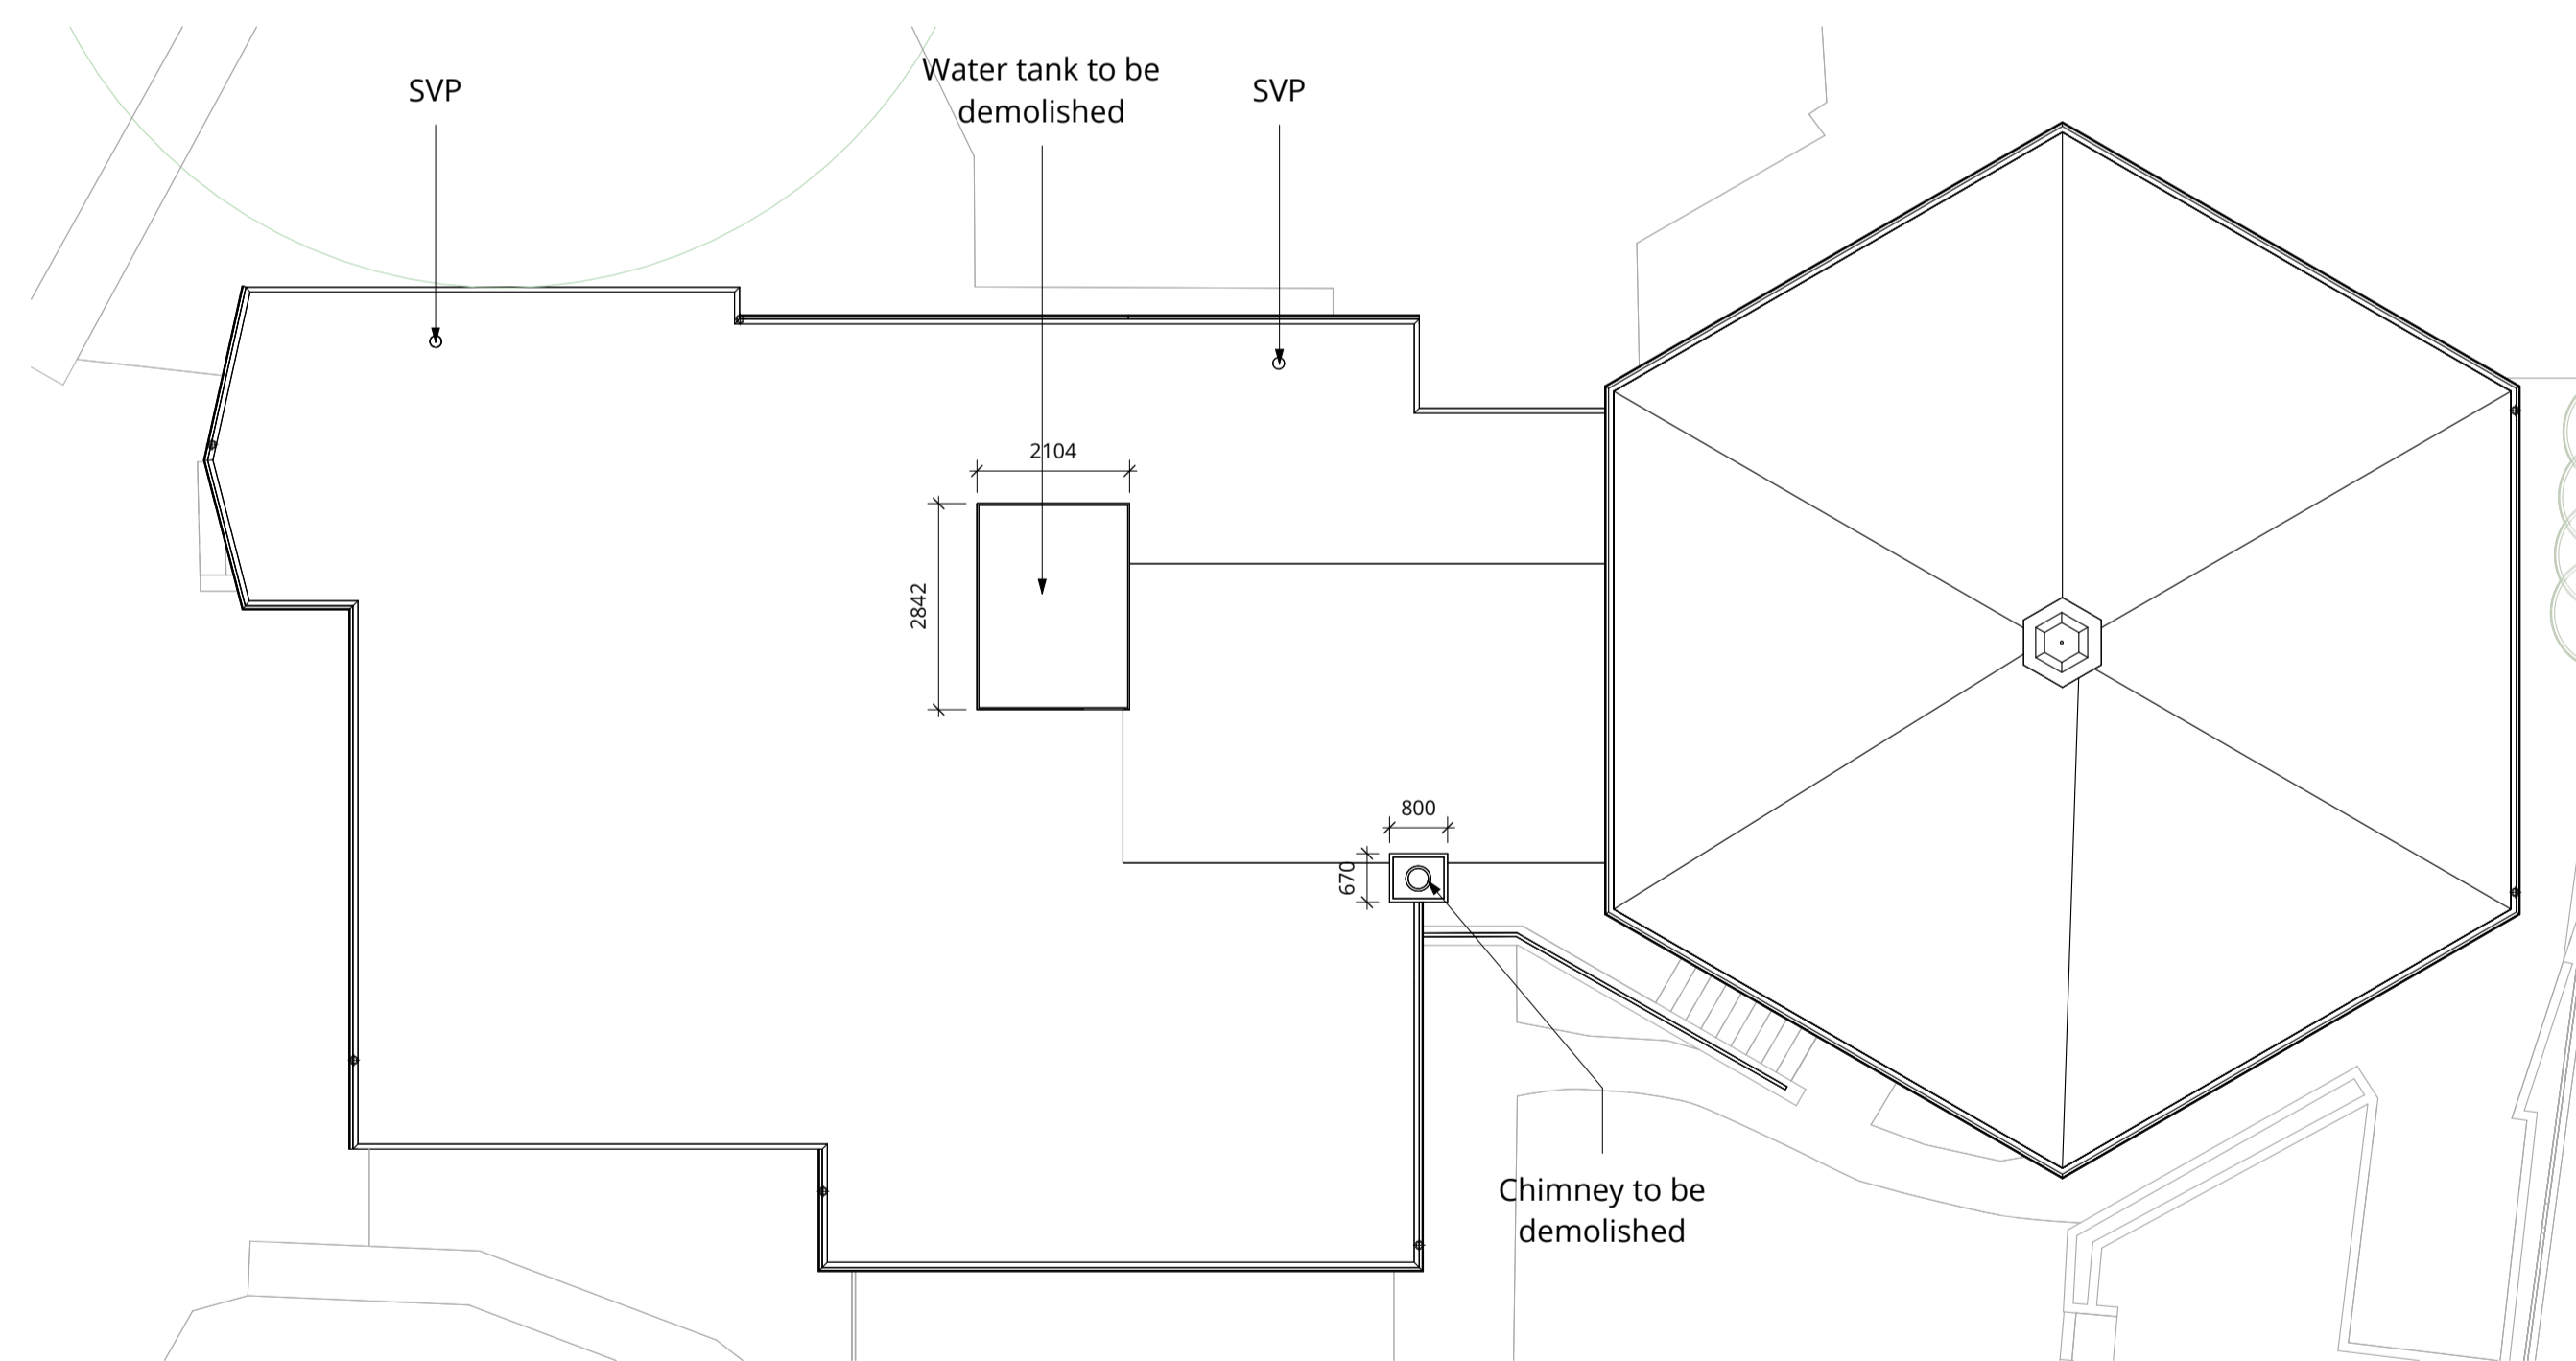 SVP
Water tank to be
demolished
SVP
2104
2842
800
670
Chimney to be
demolished